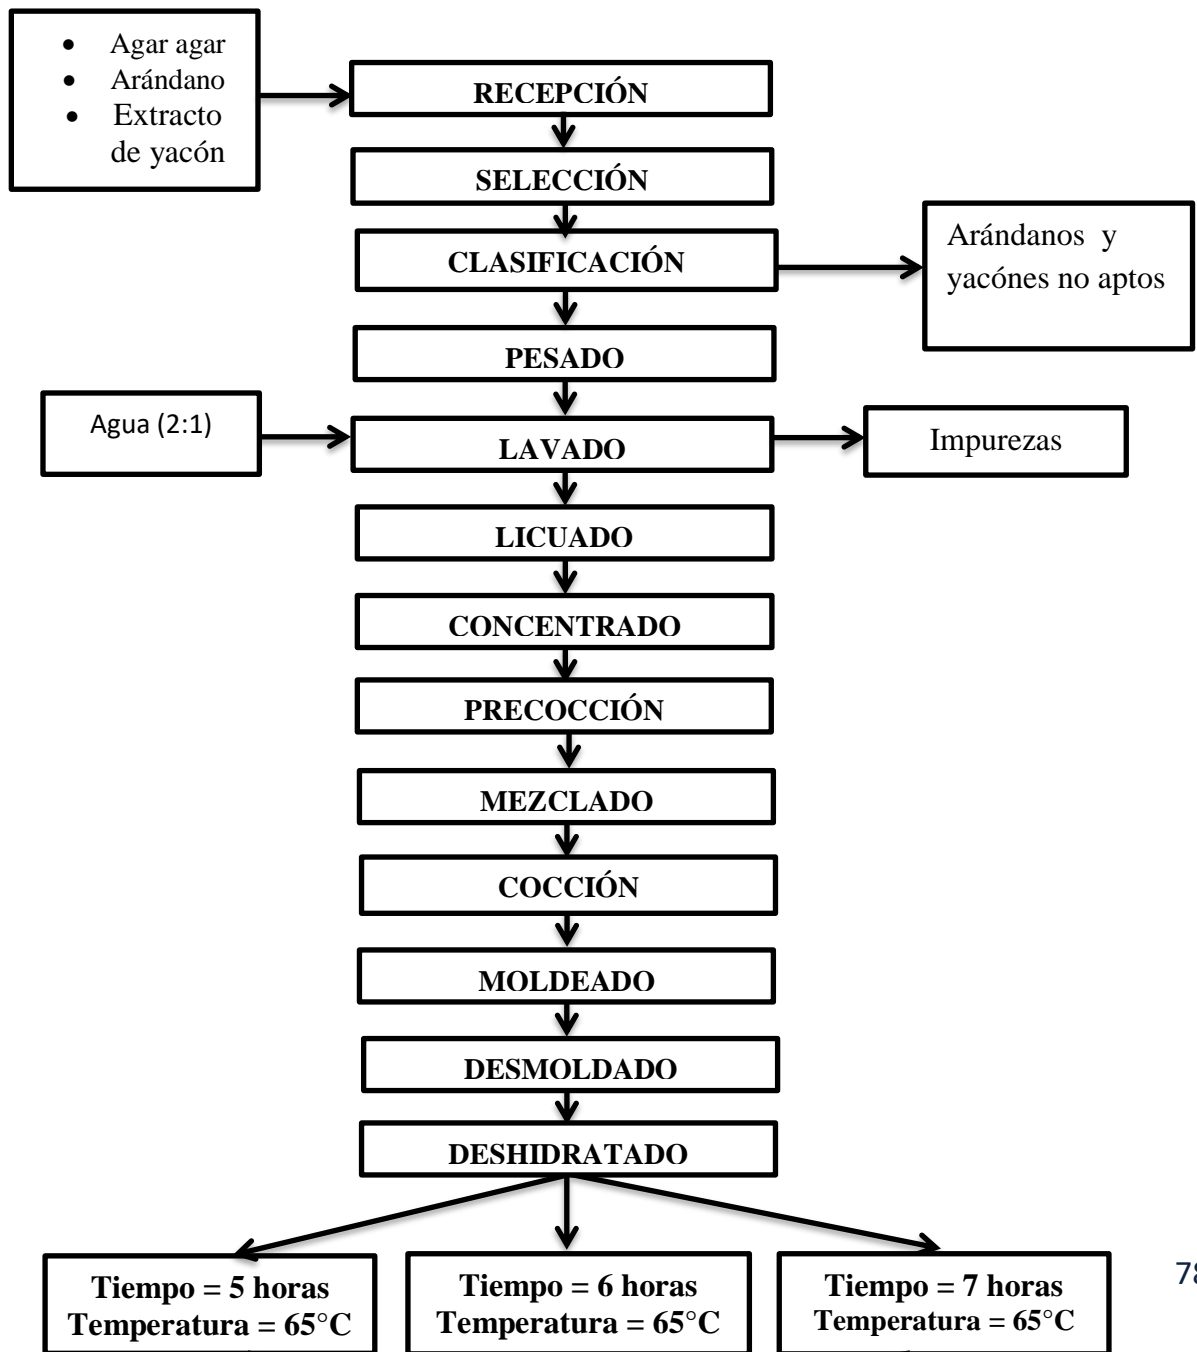 • Agar agar
• Arándano
• Extracto
de yacón
RECEPCIÓN
SELECCIÓN
CLASIFICACIÓN
Arándanos y
yacónes no aptos
PESADO
Agua (2:1)
LAVADO
Impurezas
LICUADO
CONCENTRADO
PRECOCCIÓN
MEZCLADO
COCCIÓN
MOLDEADO
DESMOLDADO
DESHIDRATADO
Tiempo = 5 horas
Temperatura = 65°C
Tiempo = 6 horas
Temperatura = 65°C
Tiempo = 7 horas
Temperatura = 65°C
78